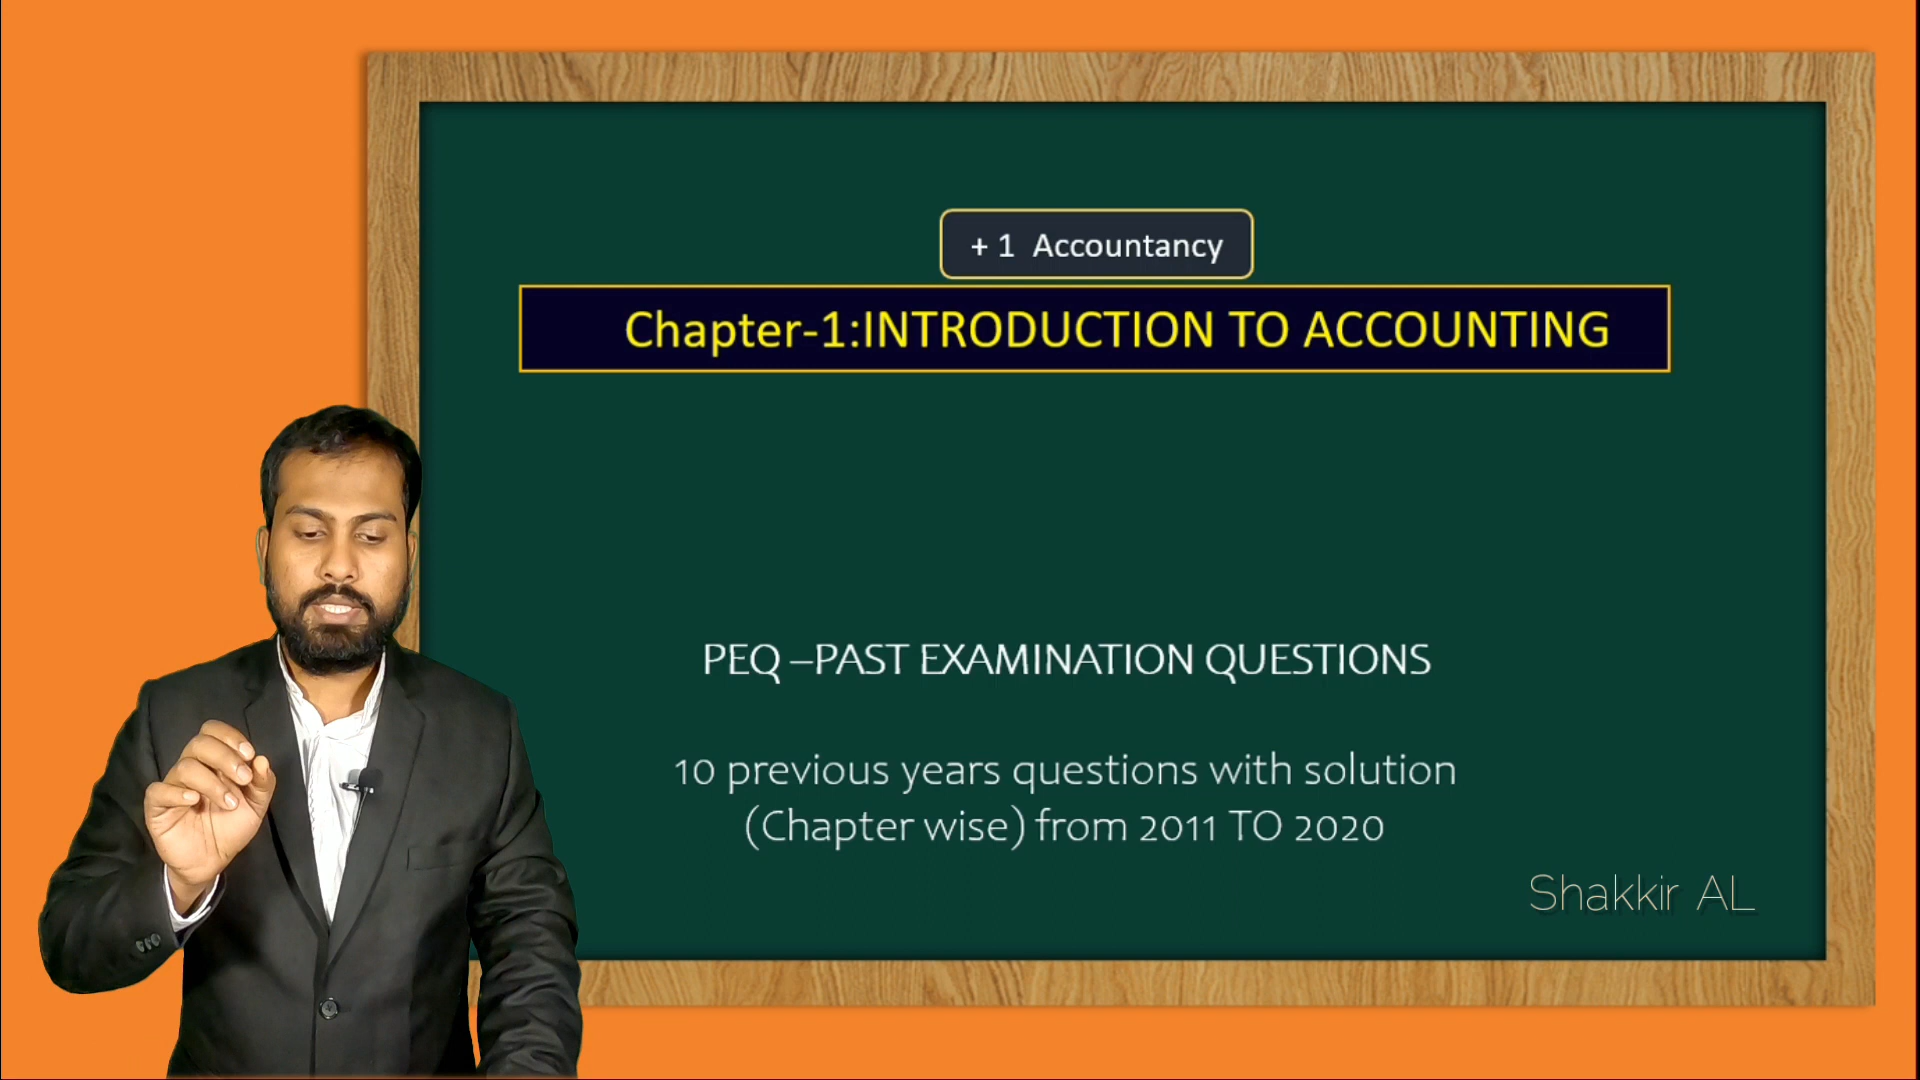 + 1 Accountancy
Chapter-1:INTRODUCTION TO ACCOUNTING
PEQ –PAST EXAMINATION QUESTIONS
10 previous years questions with solution
(Chapter wise) from 2011 TO 2020
Shakkir AL